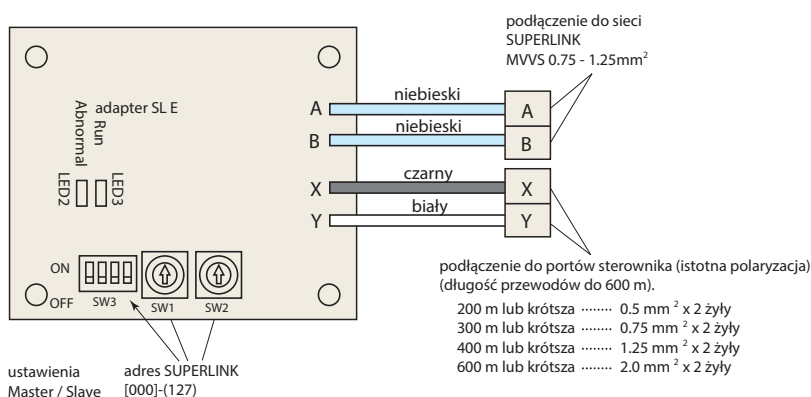 podłączenie do sieci
SUPERLINK
MVVS 0.75 - 1.25mm²
adapter SL E
Abnormal
Run
LED2
LED3
A
niebieski
A
B
niebieski
B
X
czarny
X
Y
biały
Y
ON
OFF
SW3
SW1
SW2
podłączenie do portów sterownika (istotna polaryzacja)
(długość przewodów do 600 m).
200 m lub krótsza ........ 0.5 mm ² x 2 żyły
300 m lub krótsza ........ 0.75 mm ² x 2 żyły
400 m lub krótsza ........ 1.25 mm ² x 2 żyły
600 m lub krótsza ........ 2.0 mm ² x 2 żyły
ustawienia
Master / Slave
adres SUPERLINK
[000]-(127)